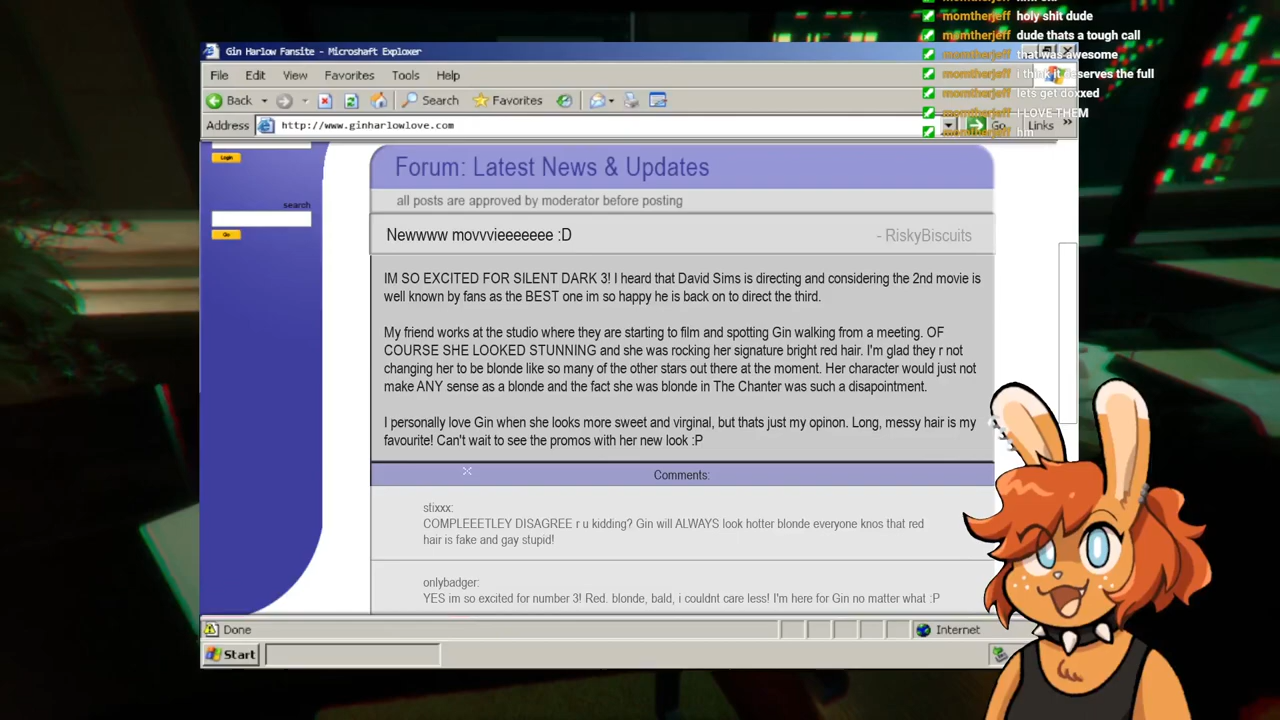 momtherjeff holy shit dude
momtherjeff dude thats a tough call
momtherjeff that was awesome
momtherjeff i think it deserves the full
momtherjeff lets get doxxed
momtherjeff I LOVE THEM
momtherjeff hm
Gin Harlow Fansite - Microshaft Exploxer
File Edit View Favorites Tools Help
Back Search Favorites
Address http://www.ginharlowlove.com Go Links »
Login
search
Go
Forum: Latest News & Updates
all posts are approved by moderator before posting
Newwww movvvieeeeeee :D - RiskyBiscuits
IM SO EXCITED FOR SILENT DARK 3! I heard that David Sims is directing and considering the 2nd movie is
well known by fans as the BEST one im so happy he is back on to direct the third.
My friend works at the studio where they are starting to film and spotting Gin walking from a meeting. OF
COURSE SHE LOOKED STUNNING and she was rocking her signature bright red hair. I'm glad they r not
changing her to be blonde like so many of the other stars out there at the moment. Her character would just not
make ANY sense as a blonde and the fact she was blonde in The Chanter was such a disapointment.
I personally love Gin when she looks more sweet and virginal, but thats just my opinon. Long, messy hair is my
favourite! Can't wait to see the promos with her new look :P
Comments:
stixxx:
COMPLEEETLEY DISAGREE r u kidding? Gin will ALWAYS look hotter blonde everyone knos that red
hair is fake and gay stupid!
onlybadger:
YES im so excited for number 3! Red. blonde, bald, i couldnt care less! I'm here for Gin no matter what :P
Done Internet
Start